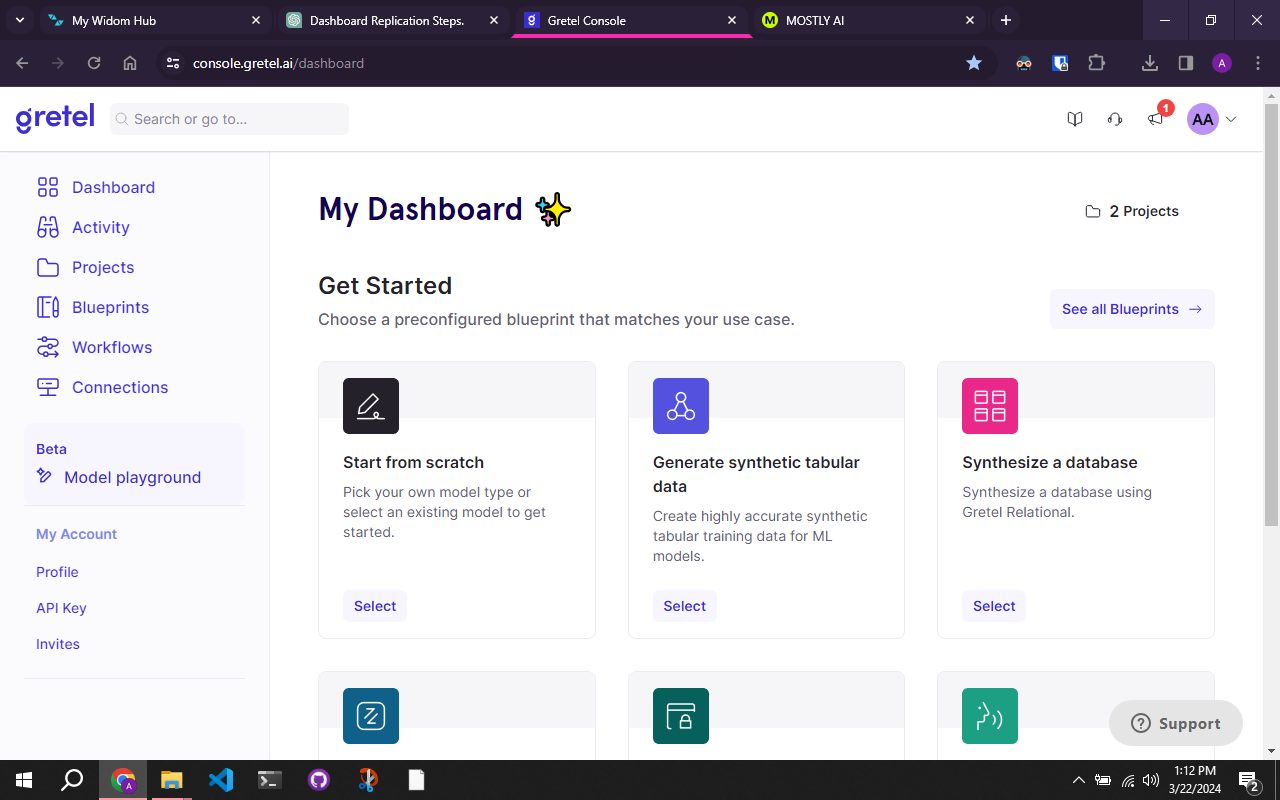 My Widom Hub
Dashboard Replication Steps.
Gretel Console
M
MOSTLY AI
console.gretel.ai/dashboard
A
gretel
Search or go to...
1
AA
Dashboard
Activity
Projects
Blueprints
Workflows
Connections
Beta
Model playground
My Account
Profile
API Key
Invites
My Dashboard
2 Projects
Get Started
Choose a preconfigured blueprint that matches your use case.
See all Blueprints
Start from scratch
Pick your own model type or
select an existing model to get
started.
Select
Generate synthetic tabular
data
Create highly accurate synthetic
tabular training data for ML
models.
Select
Synthesize a database
Synthesize a database using
Gretel Relational.
Select
Support
A
1:12 PM
3/22/2024
2